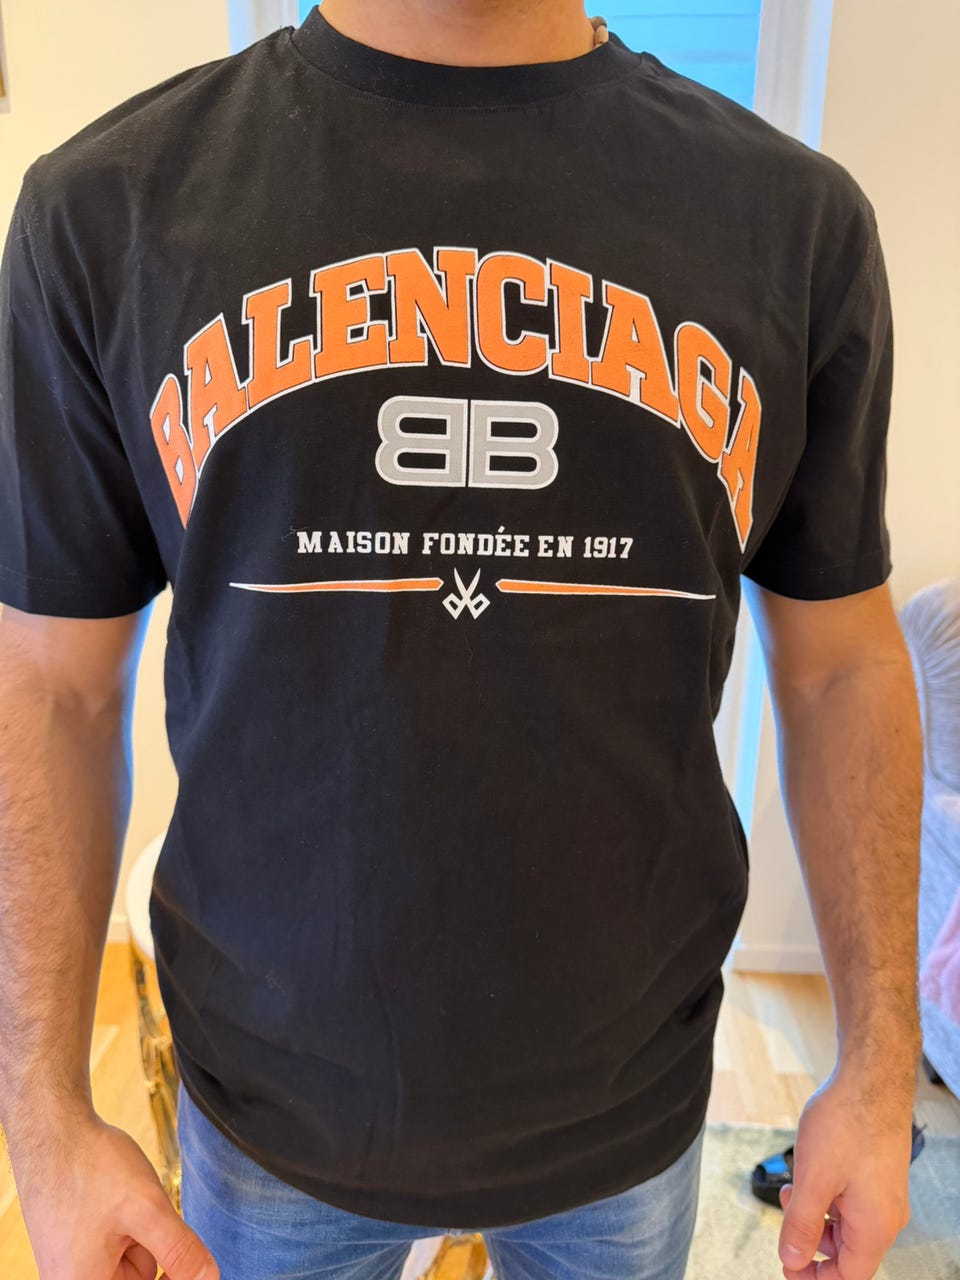 BALENCIAGA
BB
MAISON FONDÉE EN 1917